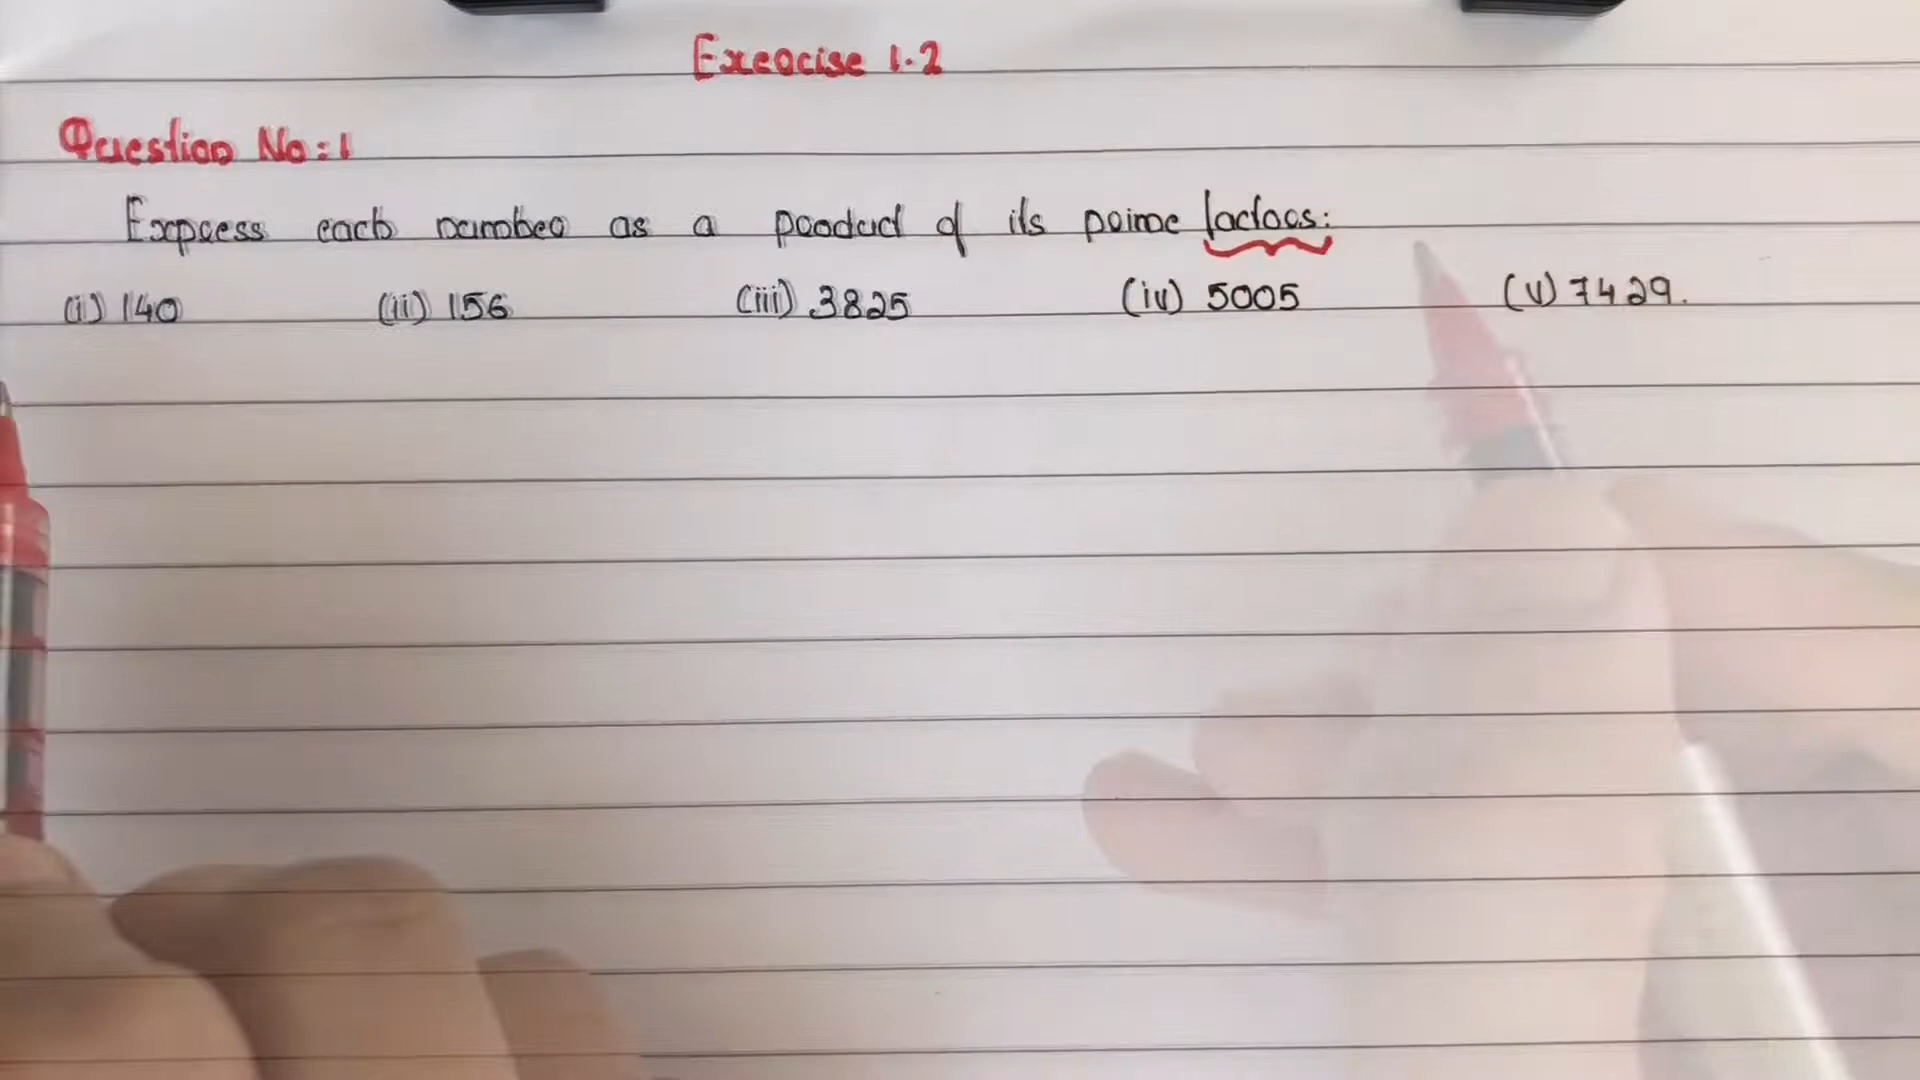 Exercise 1.2
Question No:1
Express each number as a product of its prime factors:
(i) 140 (ii) 156 (iii) 3825 (iv) 5005 (v) 7429.